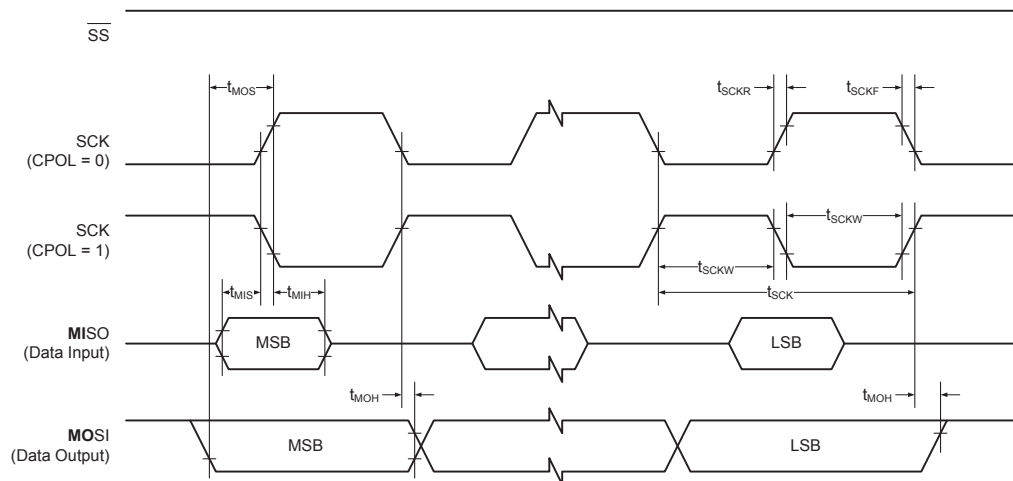 SS
tMOS
tSCKR
tSCKF
SCK
(CPOL = 0)
SCK
(CPOL = 1)
tSCKW
tSCKW
tMIS
tMIH
tSCK
MISO
(Data Input)
MSB
LSB
tMOH
tMOH
MOSI
(Data Output)
MSB
LSB